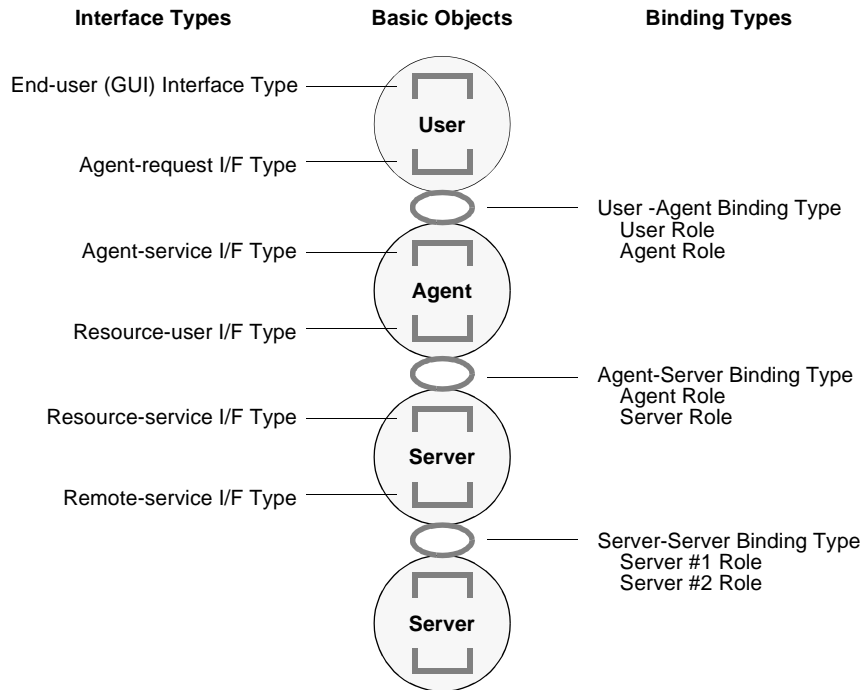 Interface Types
Basic Objects
Binding Types
End-user (GUI) Interface Type
User
Agent-request I/F Type
User -Agent Binding Type
User Role
Agent Role
Agent-service I/F Type
Agent
Resource-user I/F Type
Agent-Server Binding Type
Agent Role
Server Role
Resource-service I/F Type
Server
Remote-service I/F Type
Server-Server Binding Type
Server #1 Role
Server #2 Role
Server